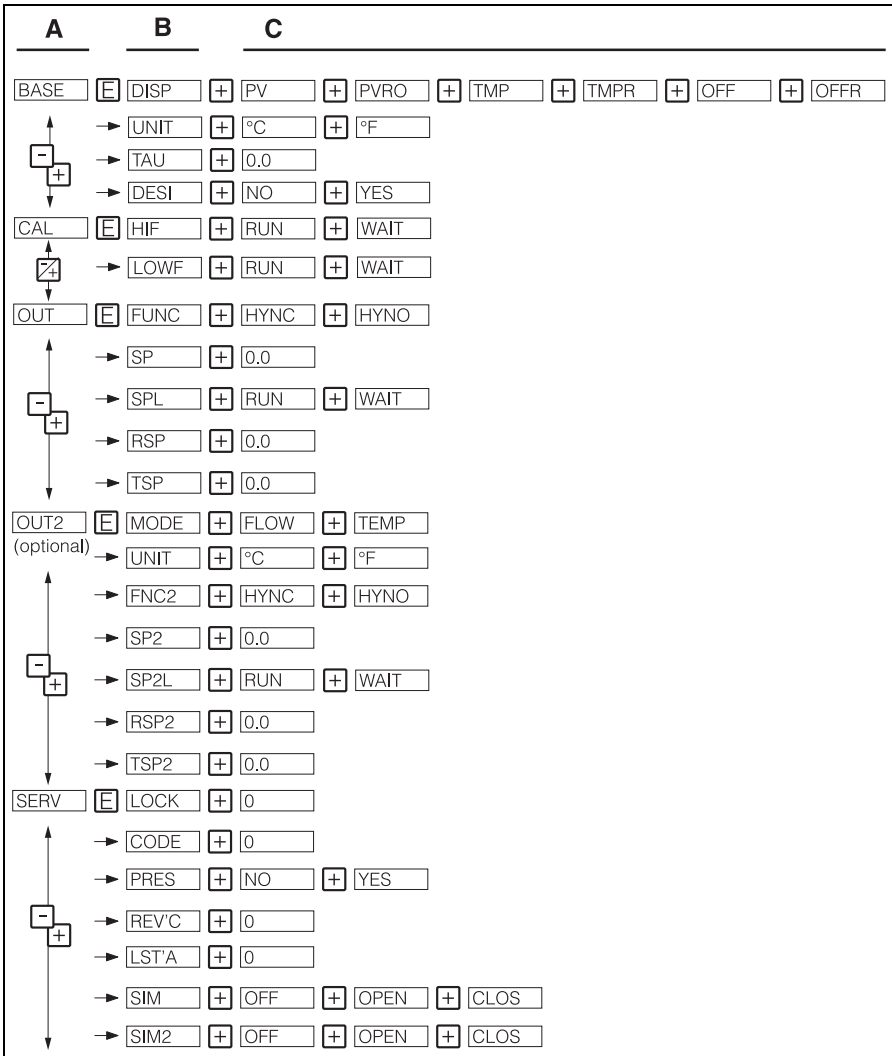 A B C
BASE E DISP + PV + PVRO + TMP + TMPR + OFF + OFFR
UNIT + °C + °F
- +
TAU + 0.0
DESI + NO + YES
CAL E HIF + RUN + WAIT
-/+
LOWF + RUN + WAIT
OUT E FUNC + HYNC + HYNO
SP + 0.0
- +
SPL + RUN + WAIT
RSP + 0.0
TSP + 0.0
OUT2 E MODE + FLOW + TEMP
(optional)
UNIT + °C + °F
FNC2 + HYNC + HYNO
SP2 + 0.0
- +
SP2L + RUN + WAIT
RSP2 + 0.0
TSP2 + 0.0
SERV E LOCK + 0
CODE + 0
PRES + NO + YES
- +
REV'C + 0
LST'A + 0
SIM + OFF + OPEN + CLOS
SIM2 + OFF + OPEN + CLOS